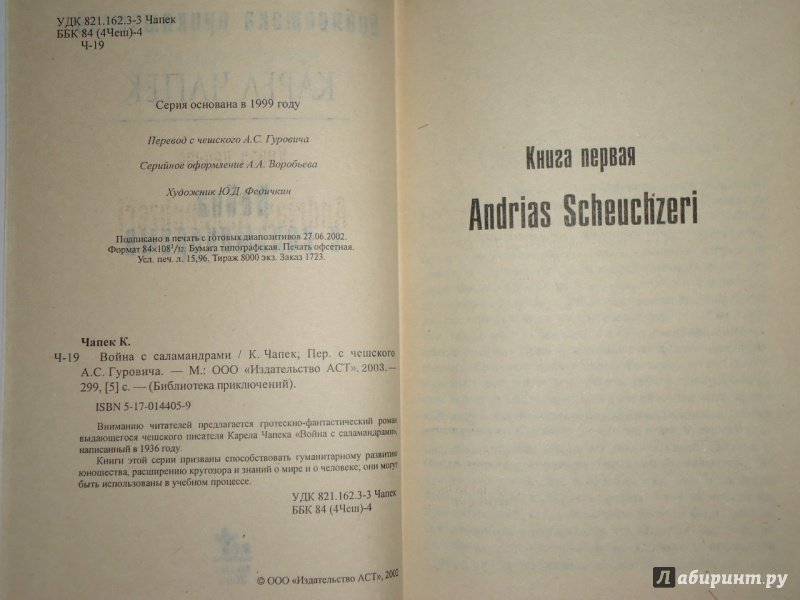 УДК 821.162.3-3 Чапек
ББК 84 (4Чеш)-4
Ч-19
Серия основана в 1999 году
Перевод с чешского А.С. Гуровича
Серийное оформление А.А. Воробьева
Художник Ю.Д. Федичкин
Подписано в печать с готовых диапозитивов 27.06.2002.
Формат 84×108¹/₃₂. Бумага типографская. Печать офсетная.
Усл. печ. л. 15,96. Тираж 8000 экз. Заказ 1723.
Чапек К.
Ч-19 Война с саламандрами / К. Чапек; Пер. с чешского
А.С. Гуровича. — М.: ООО «Издательство АСТ», 2003. —
299, [5] с. — (Библиотека приключений).
ISBN 5-17-014405-9
Вниманию читателей предлагается гротескно-фантастический роман
выдающегося чешского писателя Карела Чапека «Война с саламандрами»,
написанный в 1936 году.
Книги этой серии призваны способствовать гуманитарному развитию
юношества, расширению кругозора и знаний о мире и о человеке; они могут
быть использованы в учебном процессе.
УДК 821.162.3-3 Чапек
ББК 84 (4Чеш)-4
© ООО «Издательство АСТ», 2002
Книга первая
Andrias Scheuchzeri
Лабиринт.ру